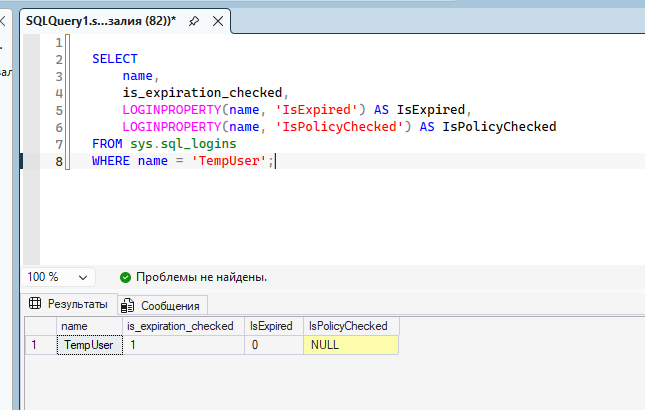 SQLQuery1.s...залия (82))*
1
2 SELECT
3 name,
4 is_expiration_checked,
5 LOGINPROPERTY(name, 'IsExpired') AS IsExpired,
6 LOGINPROPERTY(name, 'IsPolicyChecked') AS IsPolicyChecked
7 FROM sys.sql_logins
8 WHERE name = 'TempUser';
100 % Проблемы не найдены.
Результаты Сообщения
name is_expiration_checked IsExpired IsPolicyChecked
1 TempUser 1 0 NULL